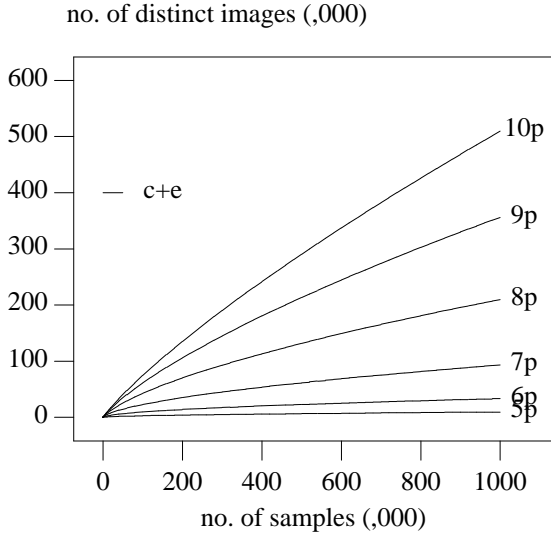 no. of distinct images (,000)
600
500
400
300
200
100
0
c+e
10p
9p
8p
7p
6p
5p
0 200 400 600 800 1000
no. of samples (,000)